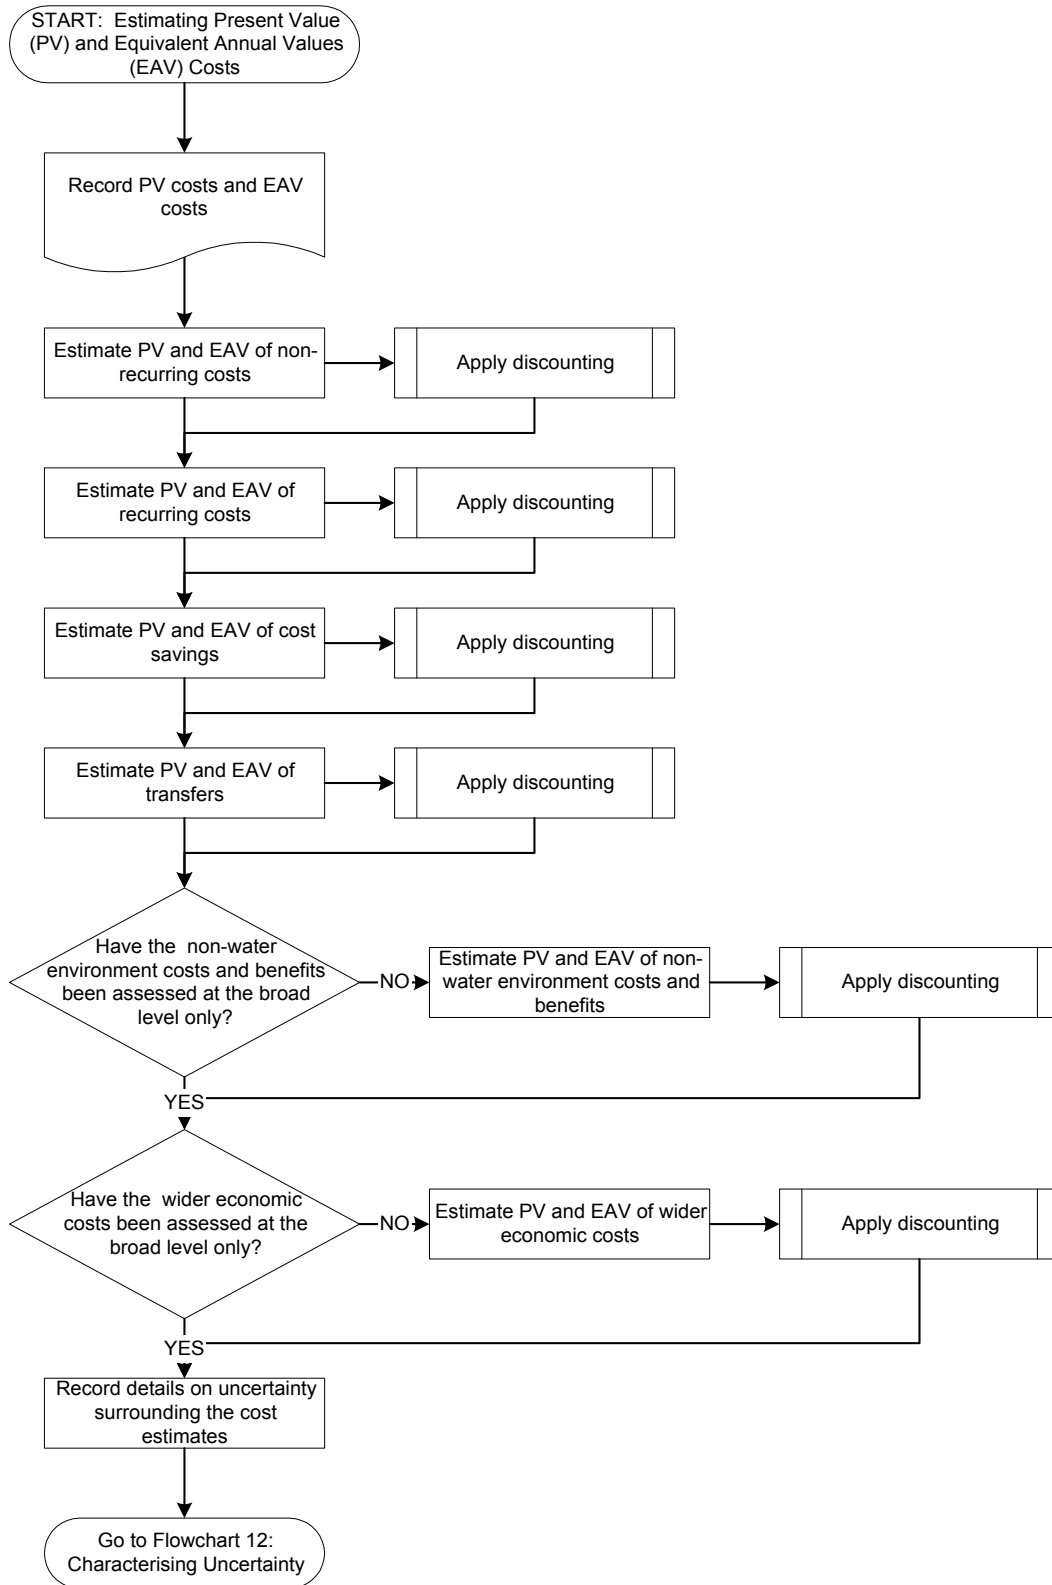 START:  Estimating Present Value
(PV) and Equivalent Annual Values
(EAV) Costs
Record PV costs and EAV
costs
Estimate PV and EAV of non-
recurring costs
Apply discounting
Estimate PV and EAV of
recurring costs
Apply discounting
Estimate PV and EAV of cost
savings
Apply discounting
Estimate PV and EAV of
transfers
Apply discounting
Have the  non-water
environment costs and benefits
been assessed at the broad
level only?
NO
Estimate PV and EAV of non-
water environment costs and
benefits
Apply discounting
YES
Have the  wider economic
costs been assessed at the
broad level only?
NO
Estimate PV and EAV of wider
economic costs
Apply discounting
YES
Record details on uncertainty
surrounding the cost
estimates
Go to Flowchart 12:
Characterising Uncertainty